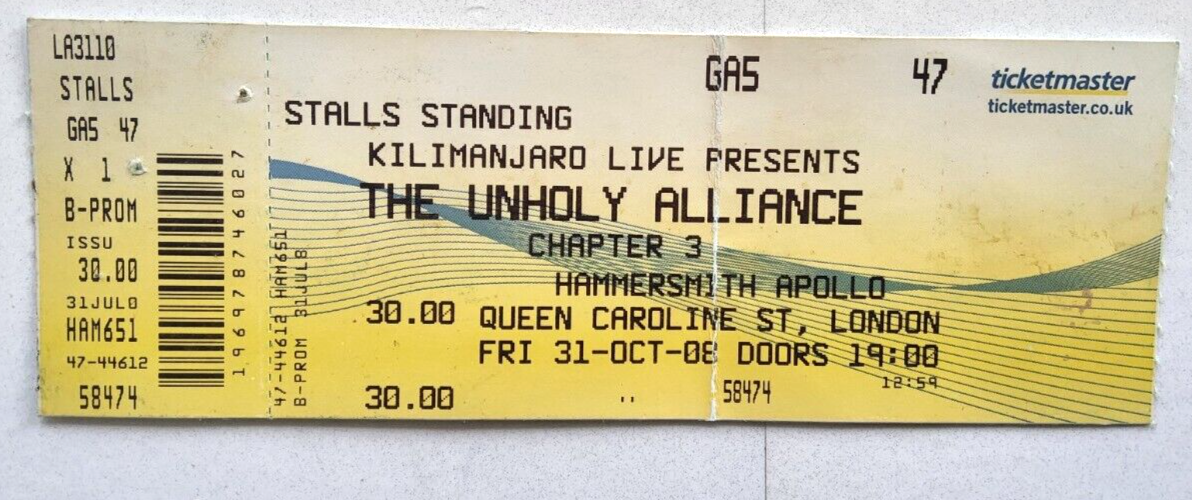 LA3110
STALLS
GA5 47
X 1
B-PROM
ISSU
30.00
31JUL0
HAM651
47-44612
58474
196978746027
47-44612 HAM651
B-PROM 31JUL8
GA5 47
ticketmaster
ticketmaster.co.uk
STALLS STANDING
KILIMANJARO LIVE PRESENTS
THE UNHOLY ALLIANCE
CHAPTER 3
HAMMERSMITH APOLLO
30.00 QUEEN CAROLINE ST, LONDON
FRI 31-OCT-08 DOORS 19:00
12:59
30.00 58474